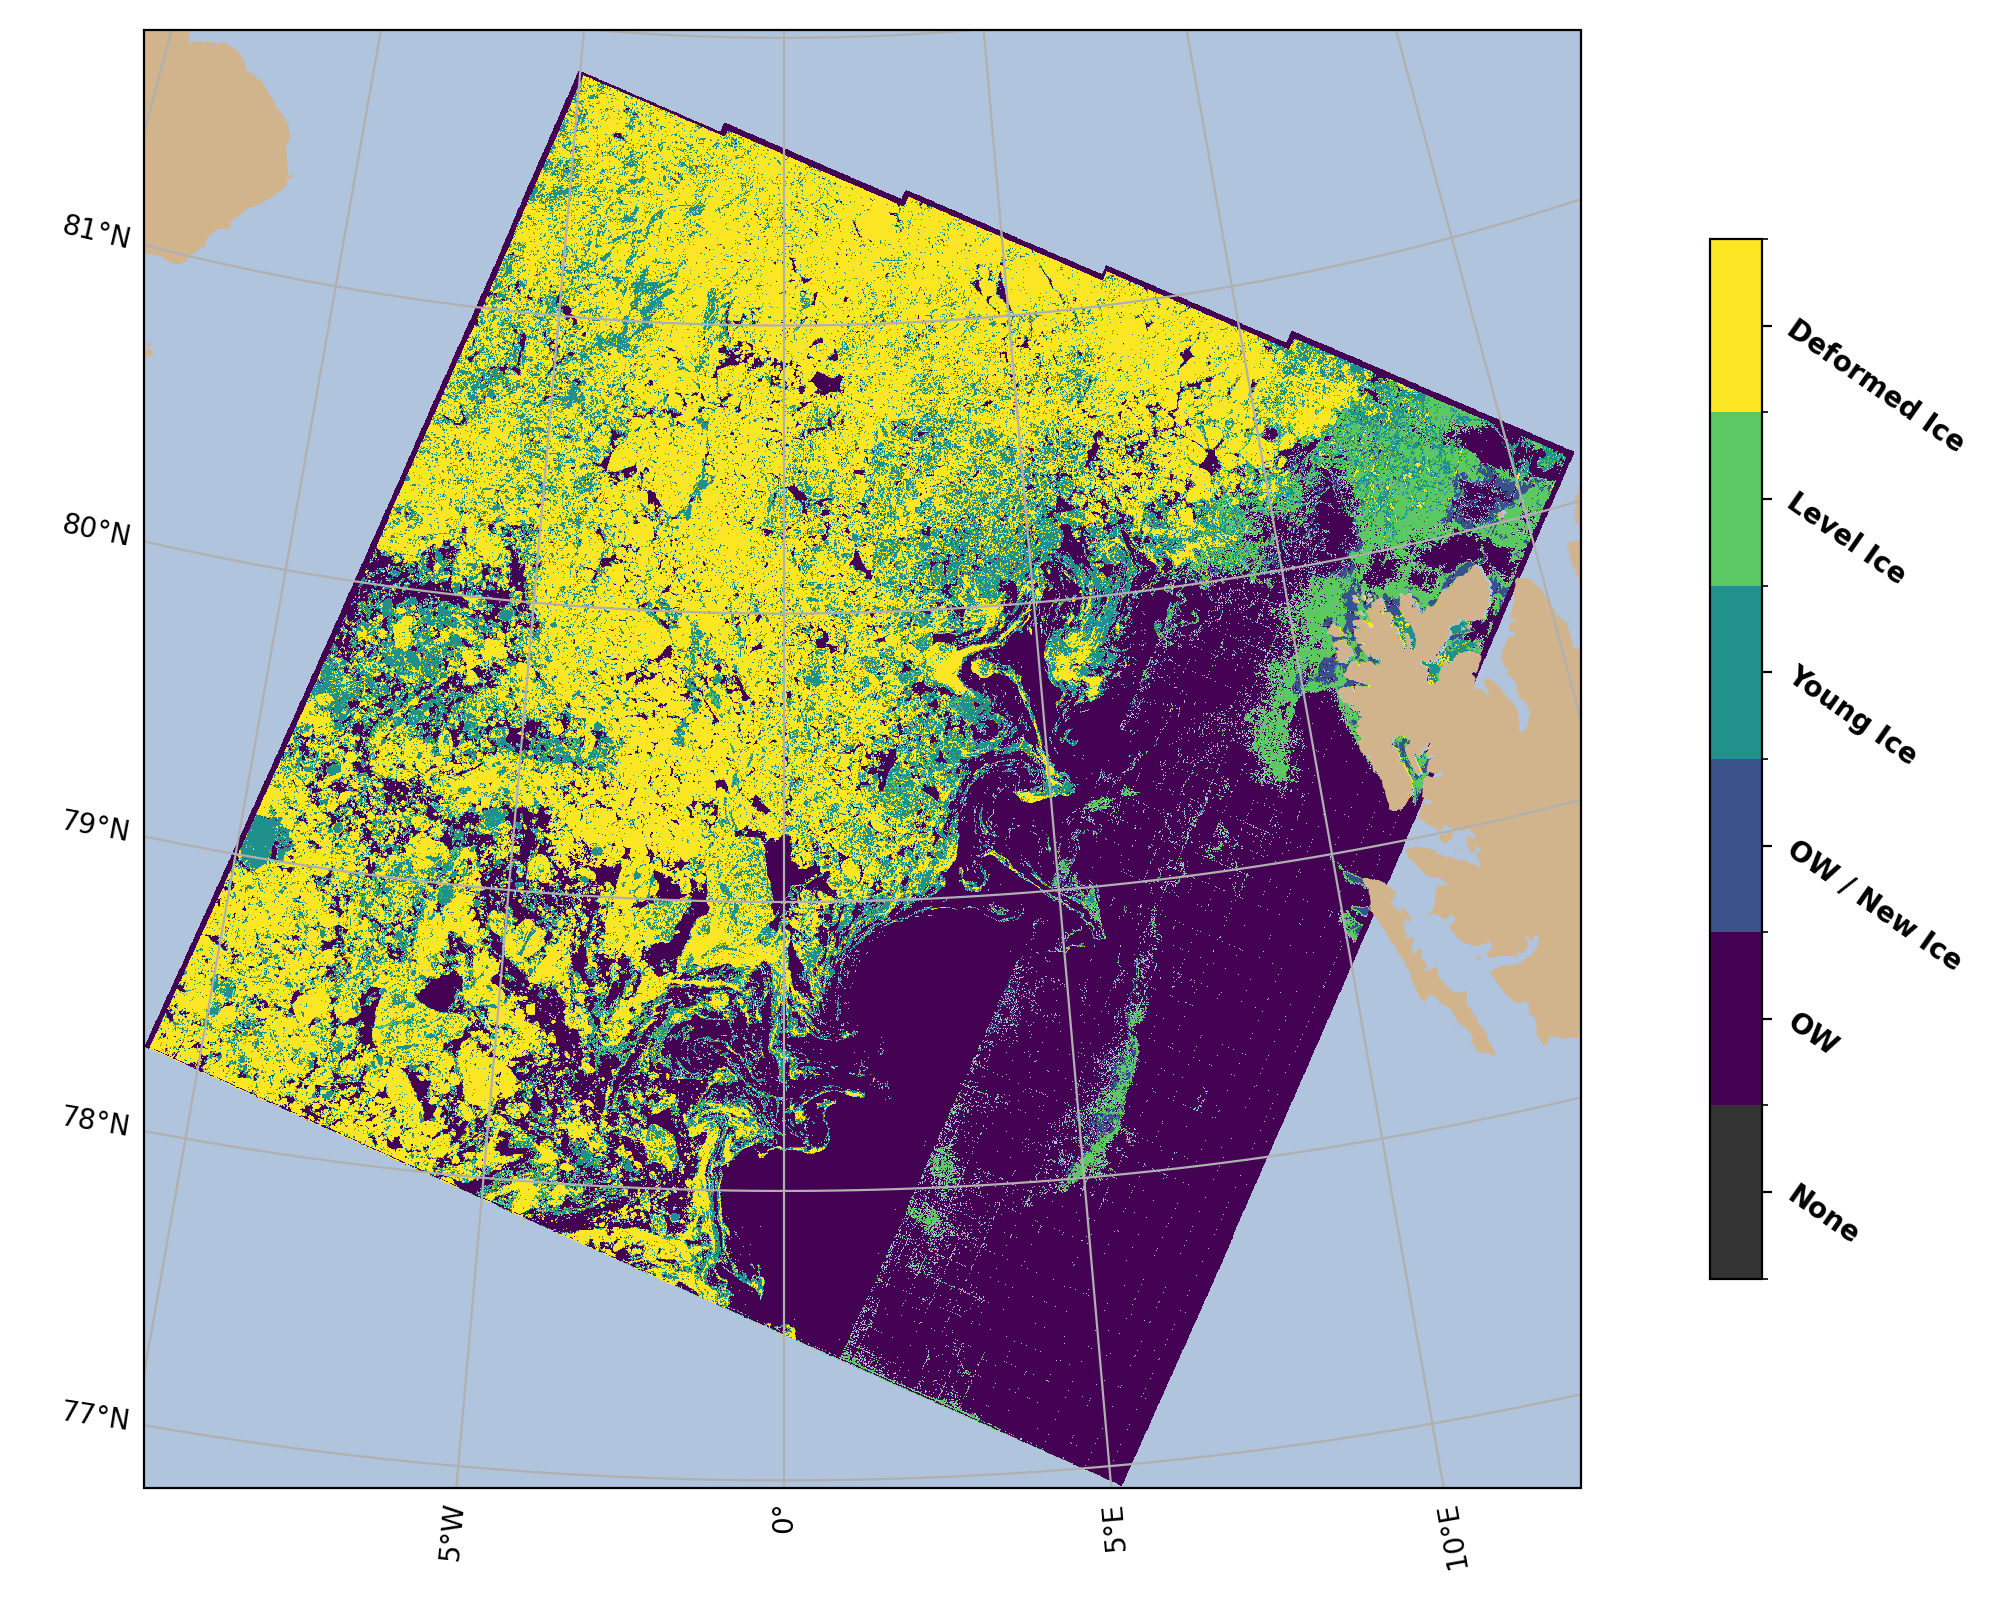 81°N
80°N
79°N
78°N
77°N
5°W
0°
5°E
10°E
Deformed Ice
Level Ice
Young Ice
OW / New Ice
OW
None